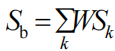 S_b = ∑_k WS_k